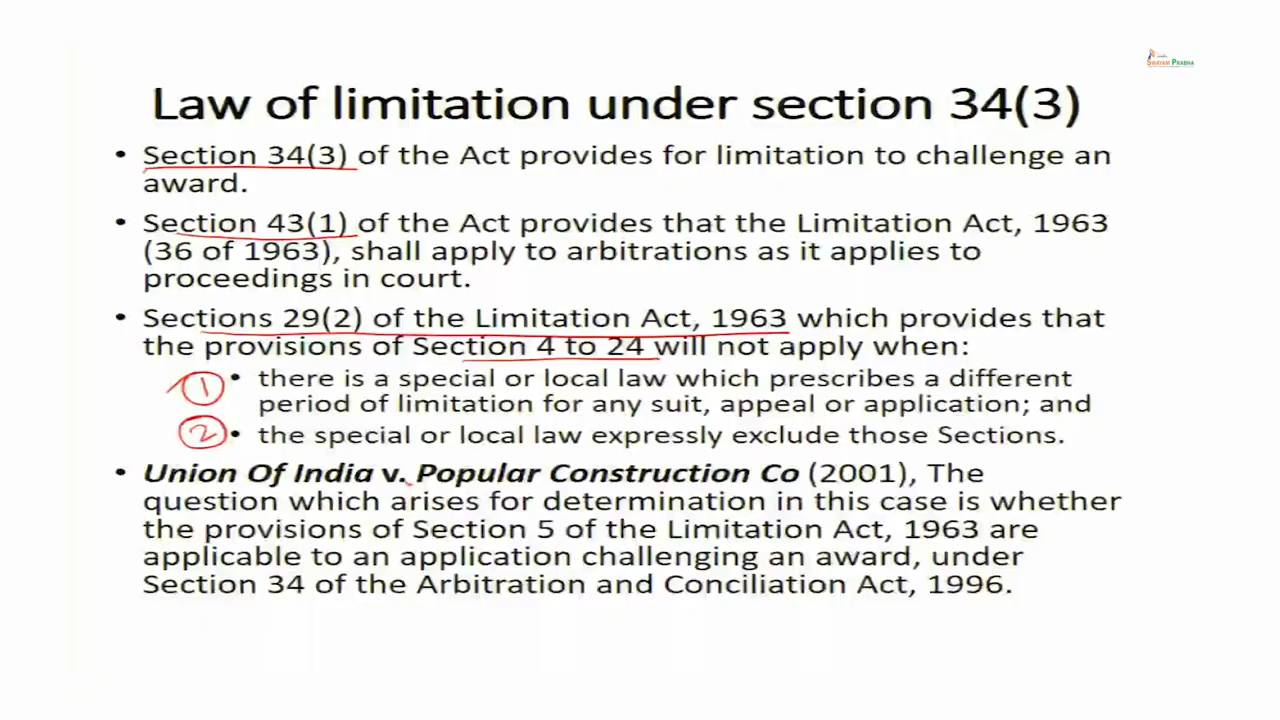 SWAYAM PRABHA
Law of limitation under section 34(3)
• Section 34(3) of the Act provides for limitation to challenge an
award.
• Section 43(1) of the Act provides that the Limitation Act, 1963
(36 of 1963), shall apply to arbitrations as it applies to
proceedings in court.
• Sections 29(2) of the Limitation Act, 1963 which provides that
the provisions of Section 4 to 24 will not apply when:
1 • there is a special or local law which prescribes a different
period of limitation for any suit, appeal or application; and
2 • the special or local law expressly exclude those Sections.
• Union Of India v. Popular Construction Co (2001), The
question which arises for determination in this case is whether
the provisions of Section 5 of the Limitation Act, 1963 are
applicable to an application challenging an award, under
Section 34 of the Arbitration and Conciliation Act, 1996.